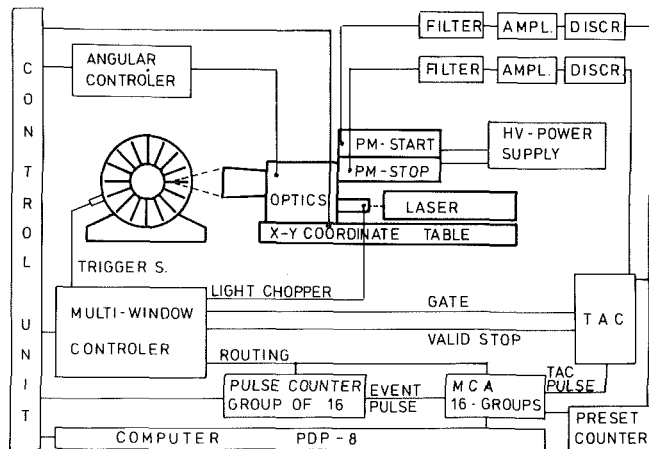 FILTER
AMPL.
DISCR.
ANGULAR
CONTROLER
FILTER
AMPL.
DISCR.
CONTROL
UNIT
PM-START
PM-STOP
HV-POWER
SUPPLY
OPTICS
LASER
X-Y COORDINATE TABLE
TRIGGER S.
LIGHT CHOPPER
MULTI-WINDOW
CONTROLER
GATE
VALID STOP
TAC
ROUTING
PULSE COUNTER
GROUP OF 16
EVENT
PULSE
MCA
16-GROUPS
TAC
PULSE
PRESET
COUNTER
COMPUTER PDP-8